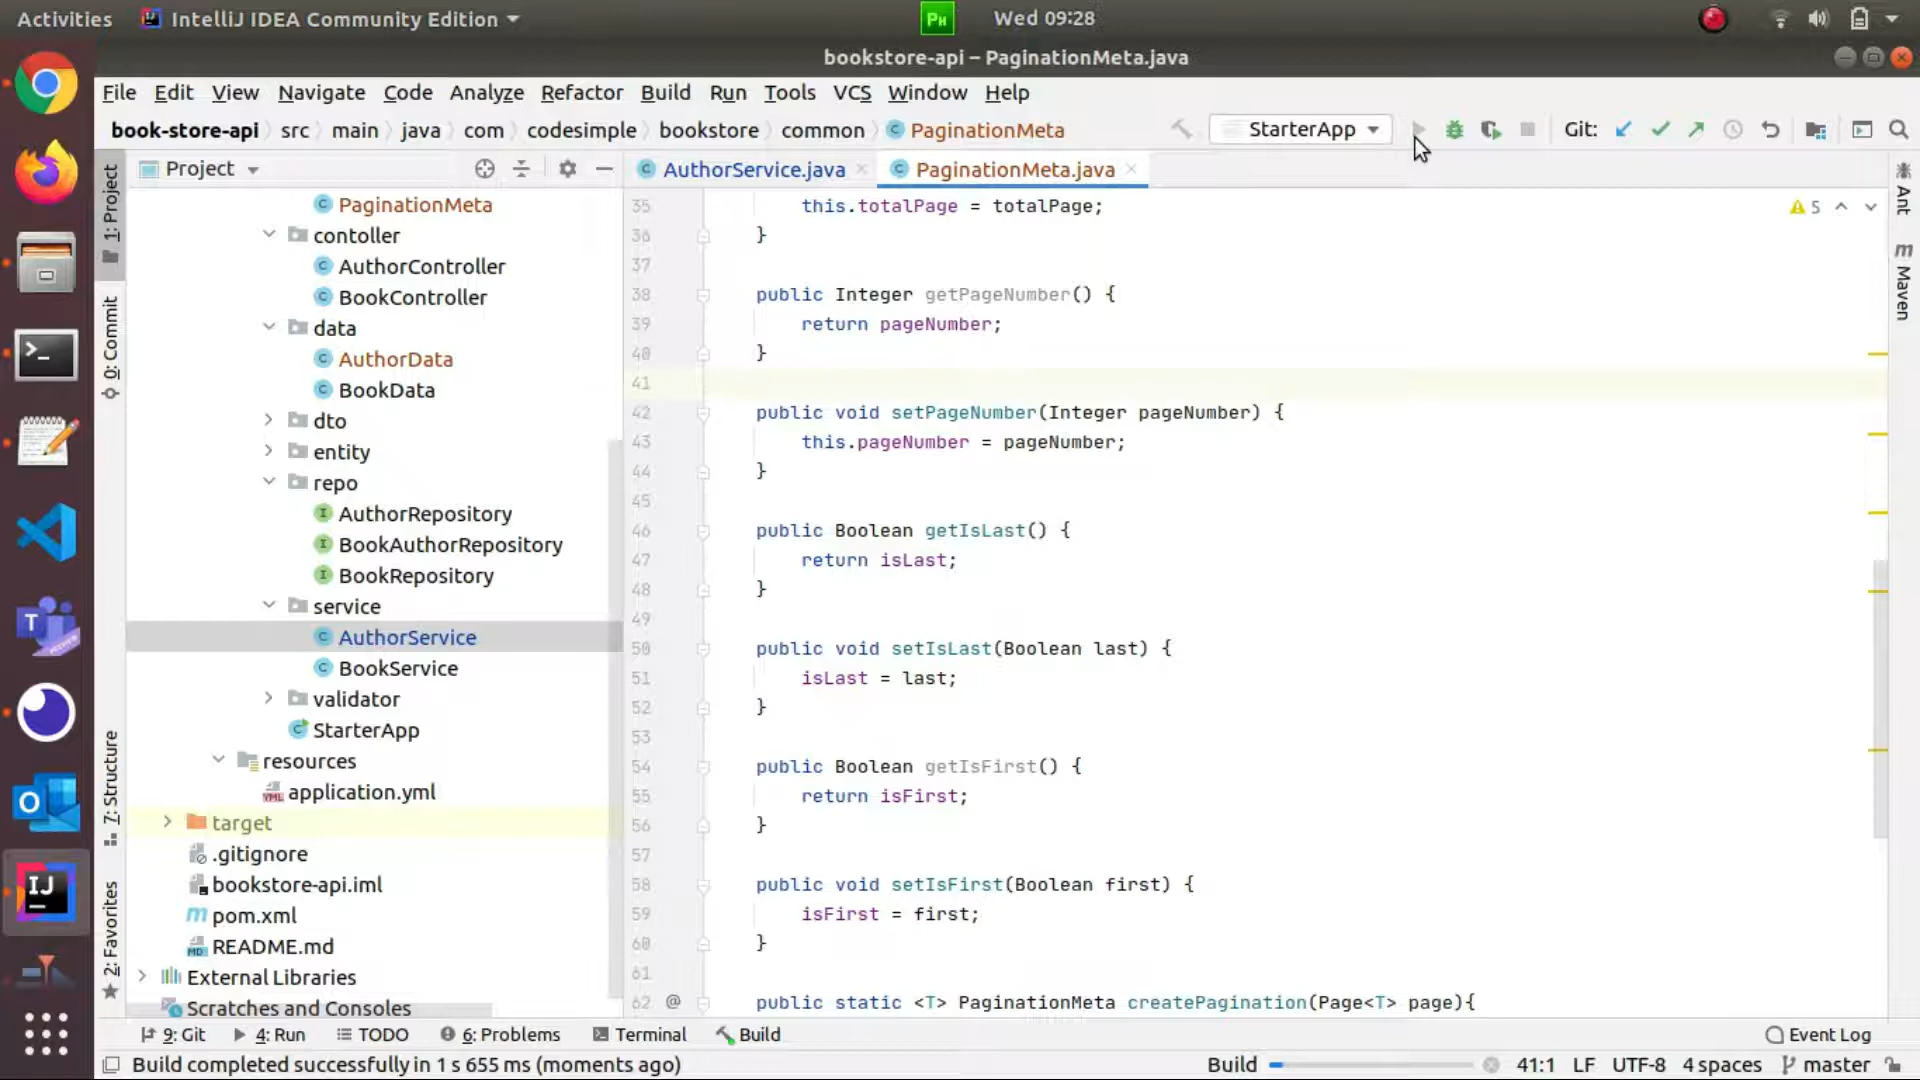 Activities IntelliJ IDEA Community Edition PH Wed 09:28
bookstore-api – PaginationMeta.java
File Edit View Navigate Code Analyze Refactor Build Run Tools VCS Window Help
book-store-api src main java com codesimple bookstore common PaginationMeta StarterApp Git:
Project AuthorService.java PaginationMeta.java
1: Project
0: Commit
7: Structure
2: Favorites
PaginationMeta
contoller
AuthorController
BookController
data
AuthorData
BookData
dto
entity
repo
AuthorRepository
BookAuthorRepository
BookRepository
service
AuthorService
BookService
validator
StarterApp
resources
application.yml
target
.gitignore
bookstore-api.iml
pom.xml
README.md
External Libraries
Scratches and Consoles
35 this.totalPage = totalPage;
36 }
37
38 public Integer getPageNumber() {
39 return pageNumber;
40 }
41
42 public void setPageNumber(Integer pageNumber) {
43 this.pageNumber = pageNumber;
44 }
45
46 public Boolean getIsLast() {
47 return isLast;
48 }
49
50 public void setIsLast(Boolean last) {
51 isLast = last;
52 }
53
54 public Boolean getIsFirst() {
55 return isFirst;
56 }
57
58 public void setIsFirst(Boolean first) {
59 isFirst = first;
60 }
61
62 @ public static <T> PaginationMeta createPagination(Page<T> page){
5
Ant
Maven
9: Git 4: Run TODO 6: Problems Terminal Build Event Log
Build completed successfully in 1 s 655 ms (moments ago) Build 41:1 LF UTF-8 4 spaces master